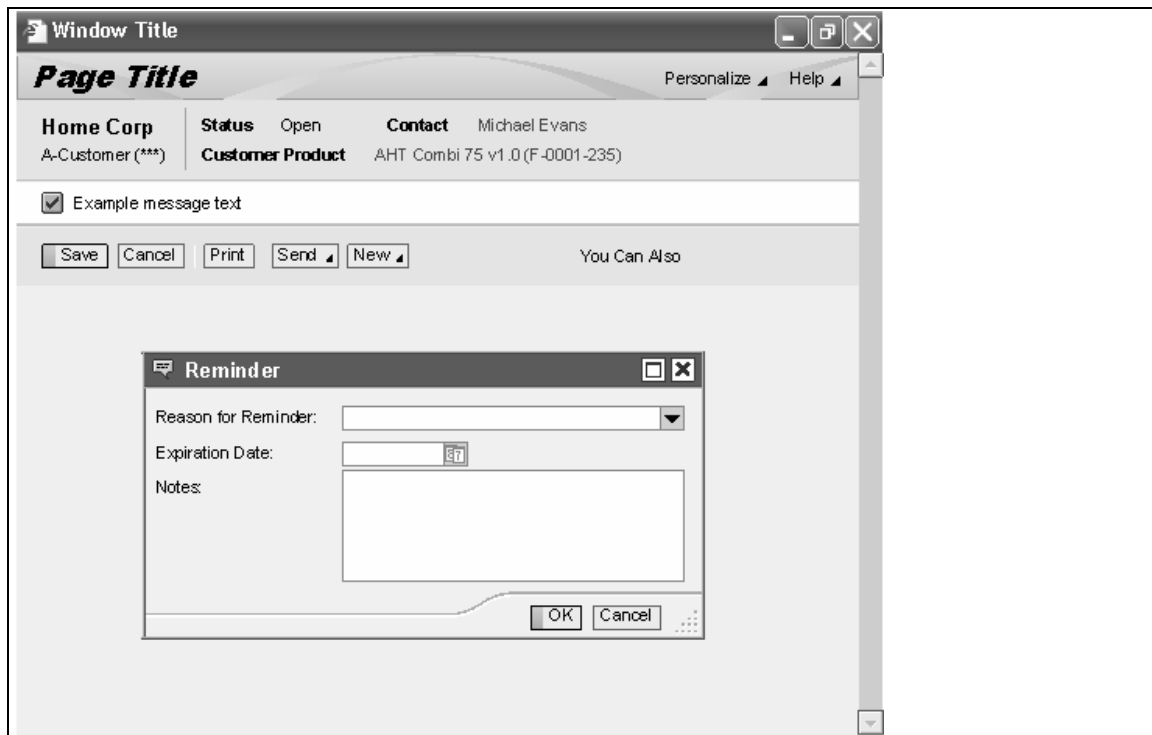 Window Title
Page Title Personalize Help
Home Corp Status Open Contact Michael Evans
A-Customer (***) Customer Product AHT Combi 75 v1.0 (F-0001-235)
Example message text
Save Cancel Print Send New You Can Also
Reminder
Reason for Reminder:
Expiration Date:
Notes:
OK Cancel